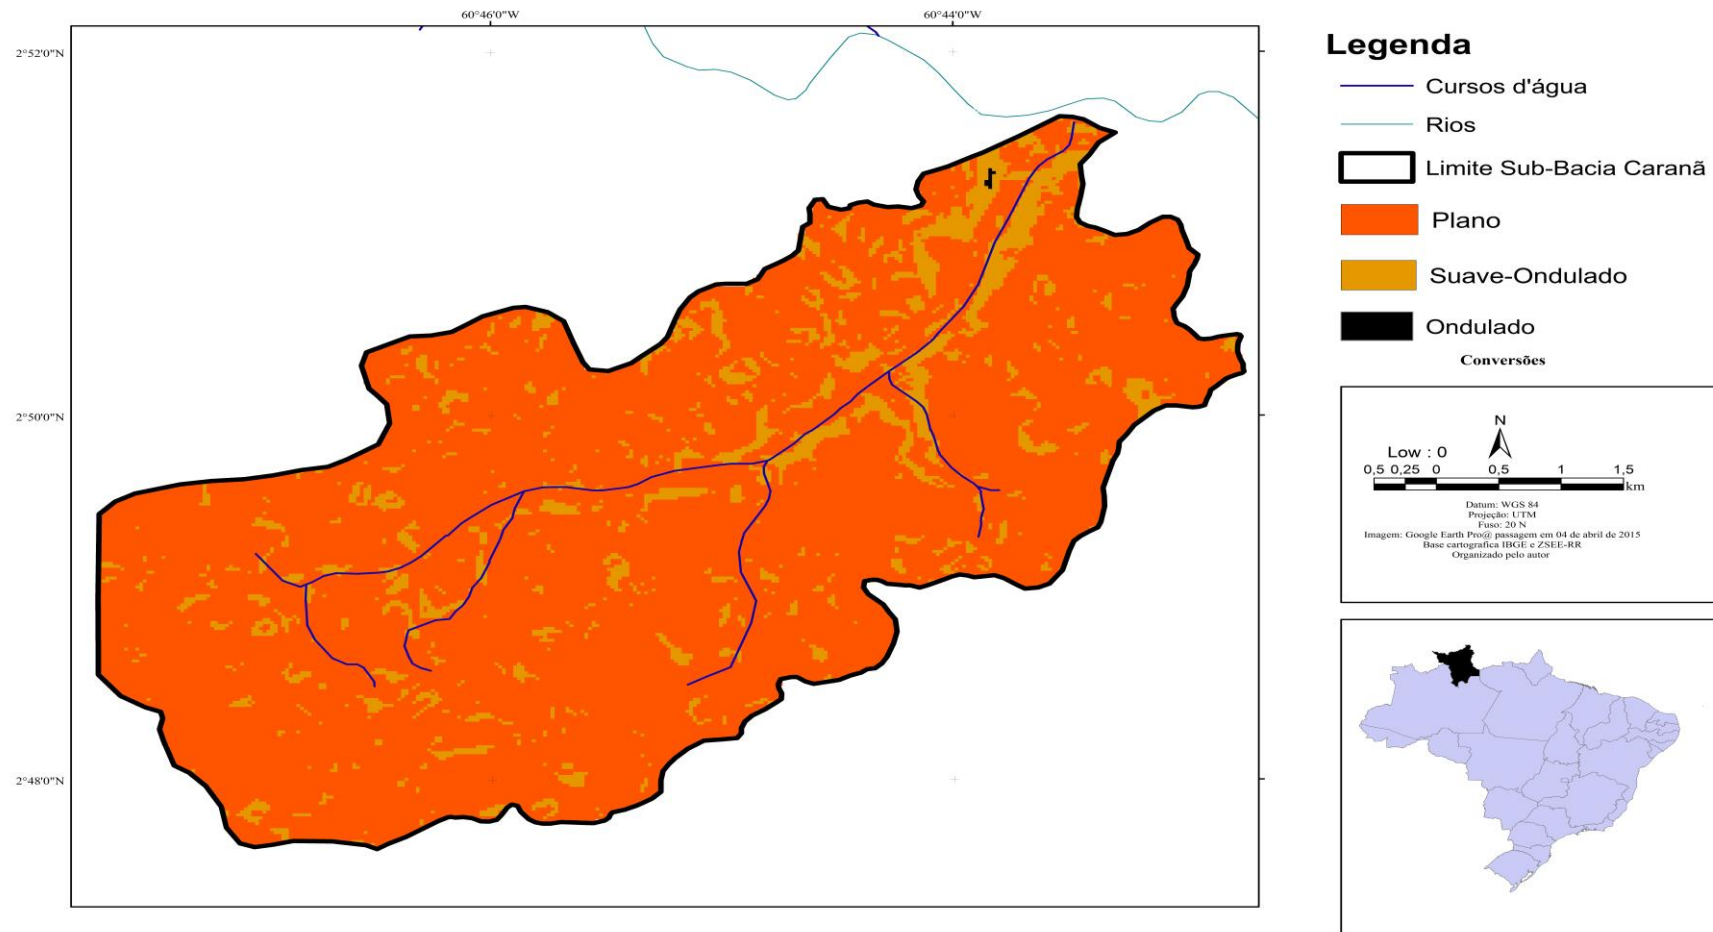 60°46'0"W
60°44'0"W
2°52'0"N
2°50'0"N
2°48'0"N
Legenda
Cursos d'água
Rios
Limite Sub-Bacia Caranã
Plano
Suave-Ondulado
Ondulado
Conversões
N
Low : 0
0,5 0,25 0 0,5 1 1,5
km
Datum: WGS 84
Projeção: UTM
Fuso: 20 N
Imagem: Google Earth Pro@ passagem em 04 de abril de 2015
Base cartografica IBGE e ZSEE-RR
Organizado pelo autor